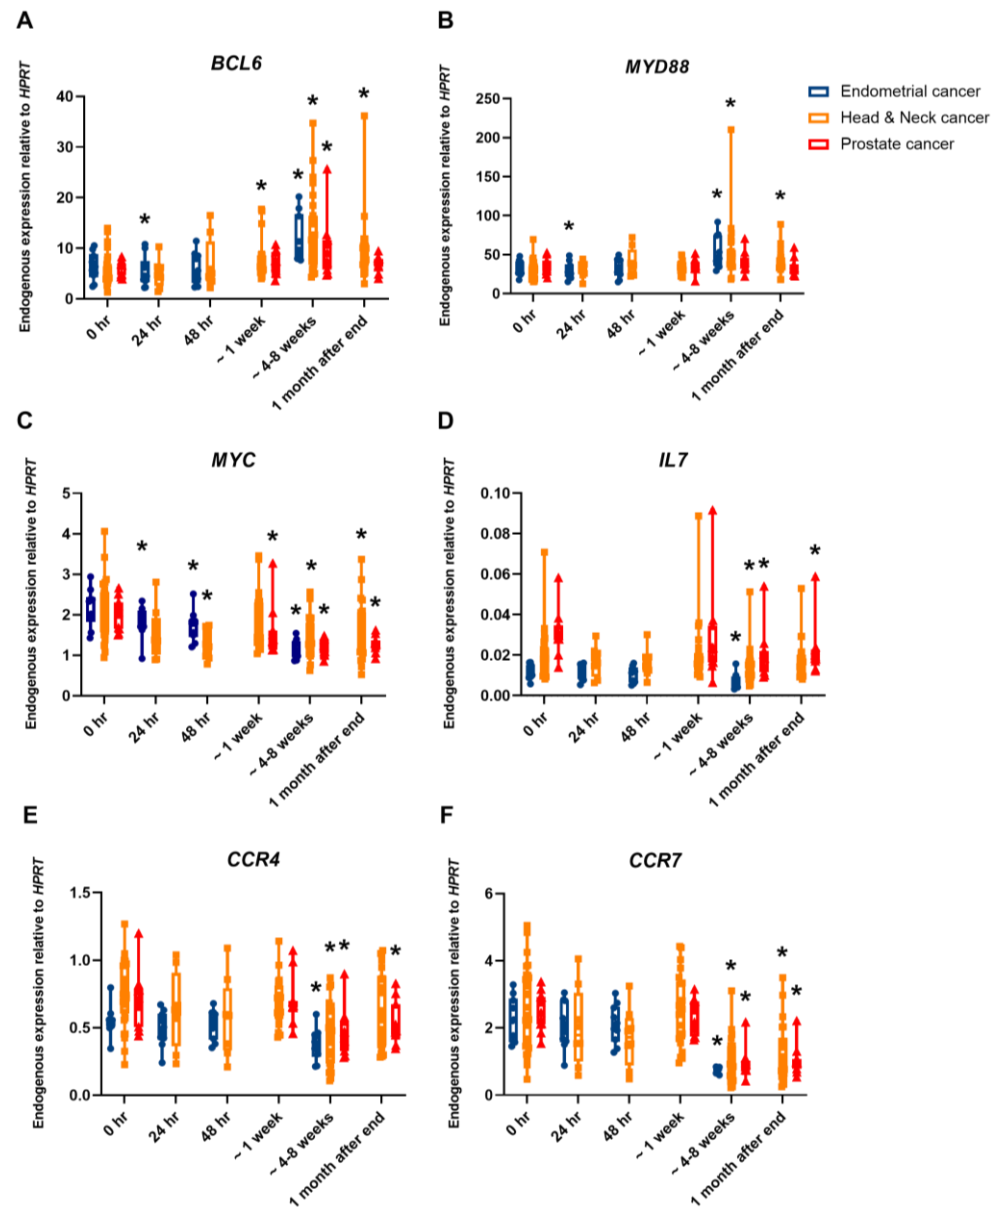 A
B
BCL6
MYD88
Endogenous expression relative to HPRT
40
30
20
10
0
*
*
*
*
*
*
0 hr
24 hr
48 hr
~ 1 week
~ 4-8 weeks
1 month after end
Endogenous expression relative to HPRT
250
200
150
100
50
0
*
*
*
*
0 hr
24 hr
48 hr
~ 1 week
~ 4-8 weeks
1 month after end
Endometrial cancer
Head & Neck cancer
Prostate cancer
C
D
MYC
IL7
Endogenous expression relative to HPRT
5
4
3
2
1
0
*
*
*
*
*
*
*
*
*
0 hr
24 hr
48 hr
~ 1 week
~ 4-8 weeks
1 month after end
Endogenous expression relative to HPRT
0.10
0.08
0.06
0.04
0.02
0.00
*
*
*
*
0 hr
24 hr
48 hr
~ 1 week
~ 4-8 weeks
1 month after end
E
F
CCR4
CCR7
Endogenous expression relative to HPRT
1.5
1.0
0.5
0.0
*
*
*
*
0 hr
24 hr
48 hr
~ 1 week
~ 4-8 weeks
1 month after end
Endogenous expression relative to HPRT
6
4
2
0
*
*
*
*
*
0 hr
24 hr
48 hr
~ 1 week
~ 4-8 weeks
1 month after end